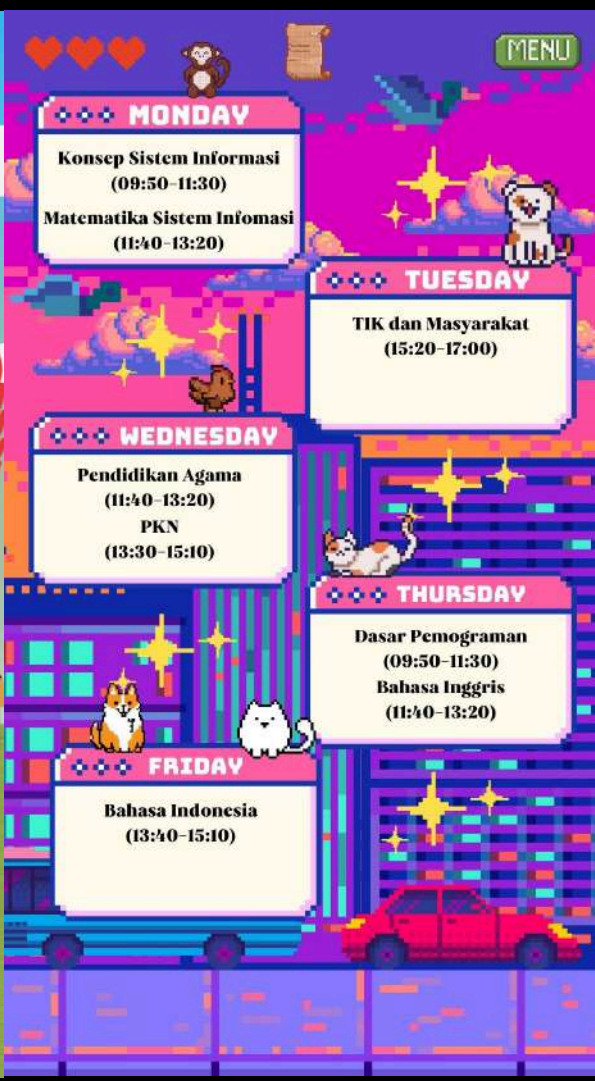 MENU
MONDAY
Konsep Sistem Informasi
(09:50-11:30)
Matematika Sistem Infomasi
(11:40-13:20)
TUESDAY
TIK dan Masyarakat
(15:20-17:00)
WEDNESDAY
Pendidikan Agama
(11:40-13:20)
PKN
(13:30-15:10)
THURSDAY
Dasar Pemograman
(09:50-11:30)
Bahasa Inggris
(11:40-13:20)
FRIDAY
Bahasa Indonesia
(13:40-15:10)